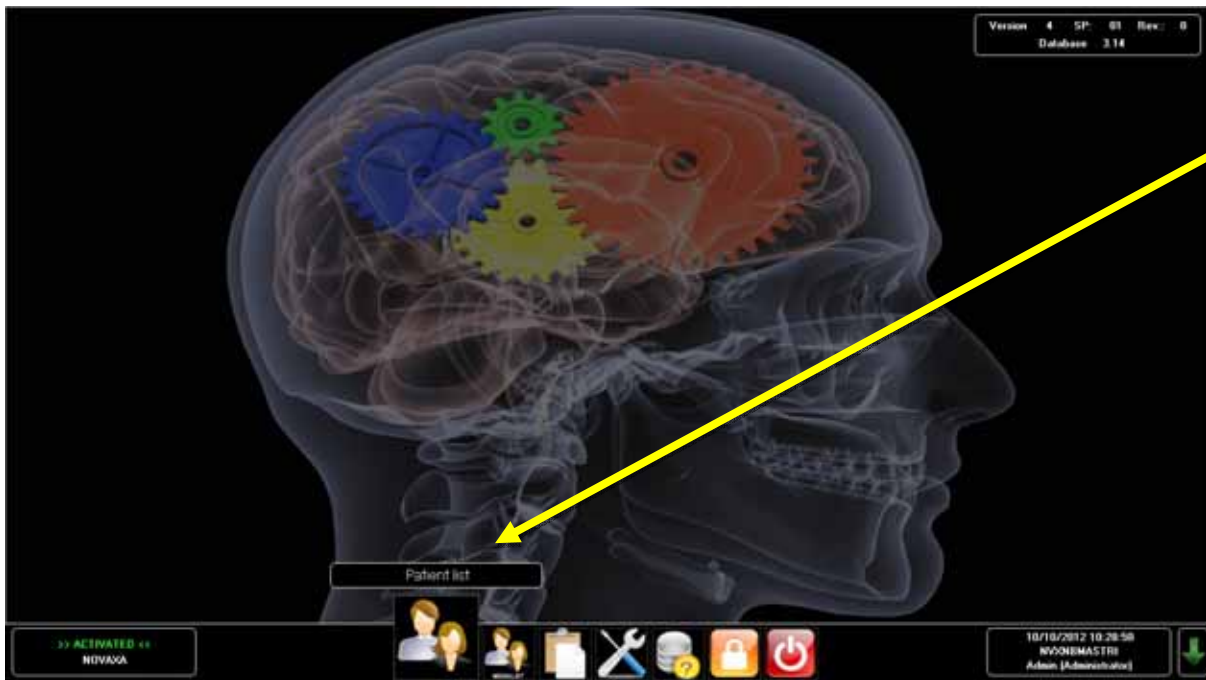 Version 4 SP: 01 Rev.: 0
Database 3.14
Patient list
>> ACTIVATED <<
NOVAXA
10/10/2012 10:28:50
Admin (Administrator)